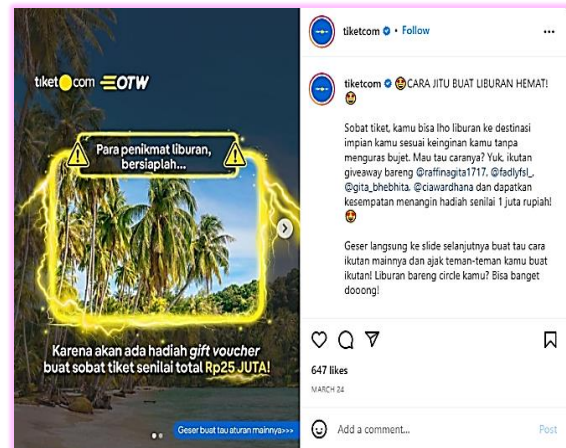 tiket com OTW
Para penikmat liburan,
bersiaplah...
Karena akan ada hadiah gift voucher
buat sobat tiket senilai total Rp25 JUTA!
Geser buat tau aturan mainnya>>>
tiketcom • Follow
tiketcom CARA JITU BUAT LIBURAN HEMAT!
Sobat tiket, kamu bisa lho liburan ke destinasi
impian kamu sesuai keinginan kamu tanpa
menguras bujet. Mau tau caranya? Yuk, ikutan
giveaway bareng @raffinagita1717, @fadlyfsl_,
@gita_bhebhita, @ciawardhana dan dapatkan
kesempatan menangin hadiah senilai 1 juta rupiah!
Geser langsung ke slide selanjutnya buat tau cara
ikutan mainnya dan ajak teman-teman kamu buat
ikutan! Liburan bareng circle kamu? Bisa banget
dooong!
647 likes
MARCH 24
Add a comment... Post